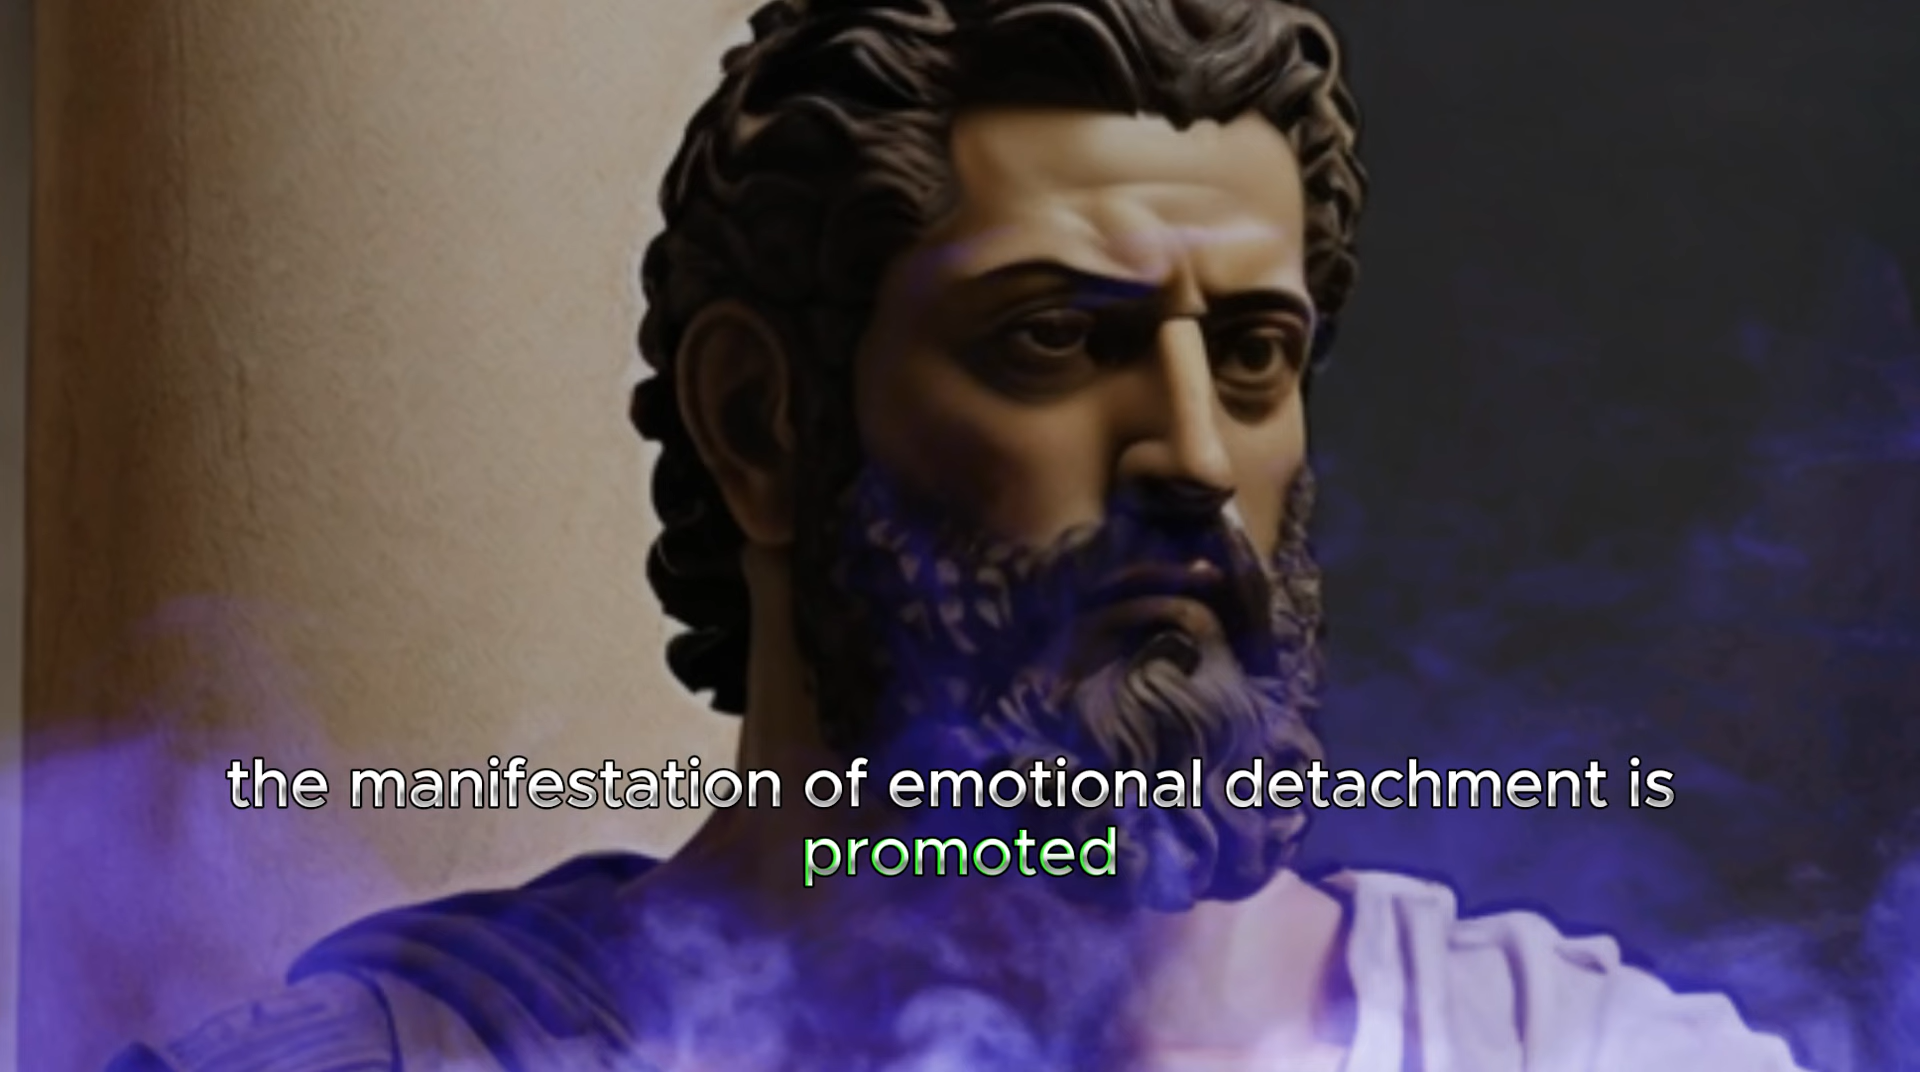 the manifestation of emotional detachment is
promoted